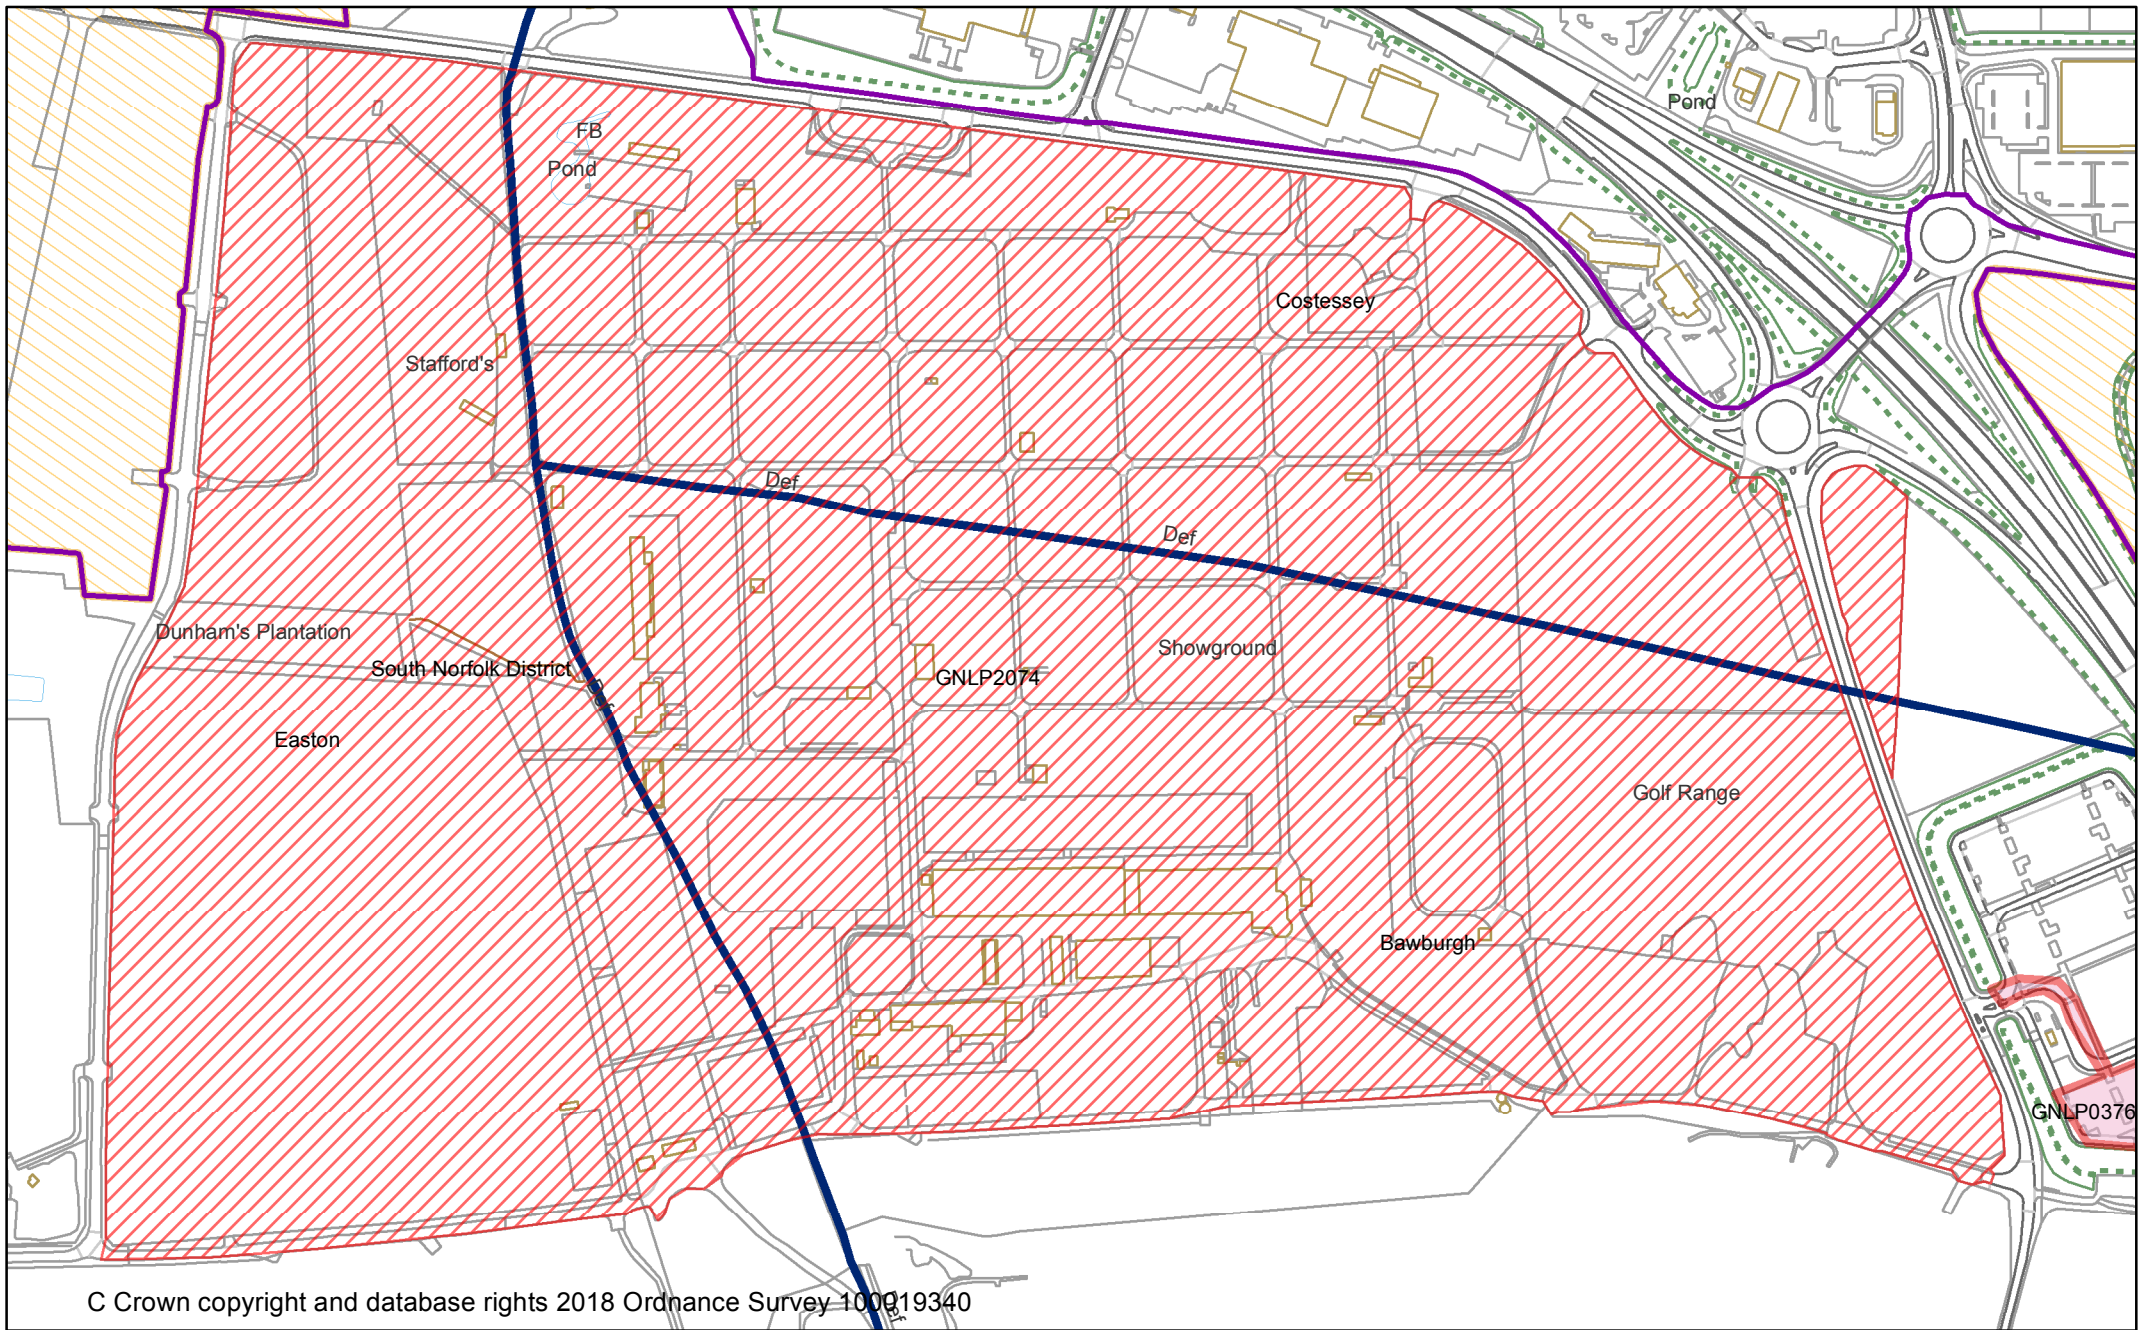 Pond
FB
Pond
Costessey
Stafford's
Def
Def
Dunham's Plantation
South Norfolk District
Showground
GNLP2074
Def
Easton
Golf Range
Bawburgh
GNLP0376
C Crown copyright and database rights 2018 Ordnance Survey 100019340
Def